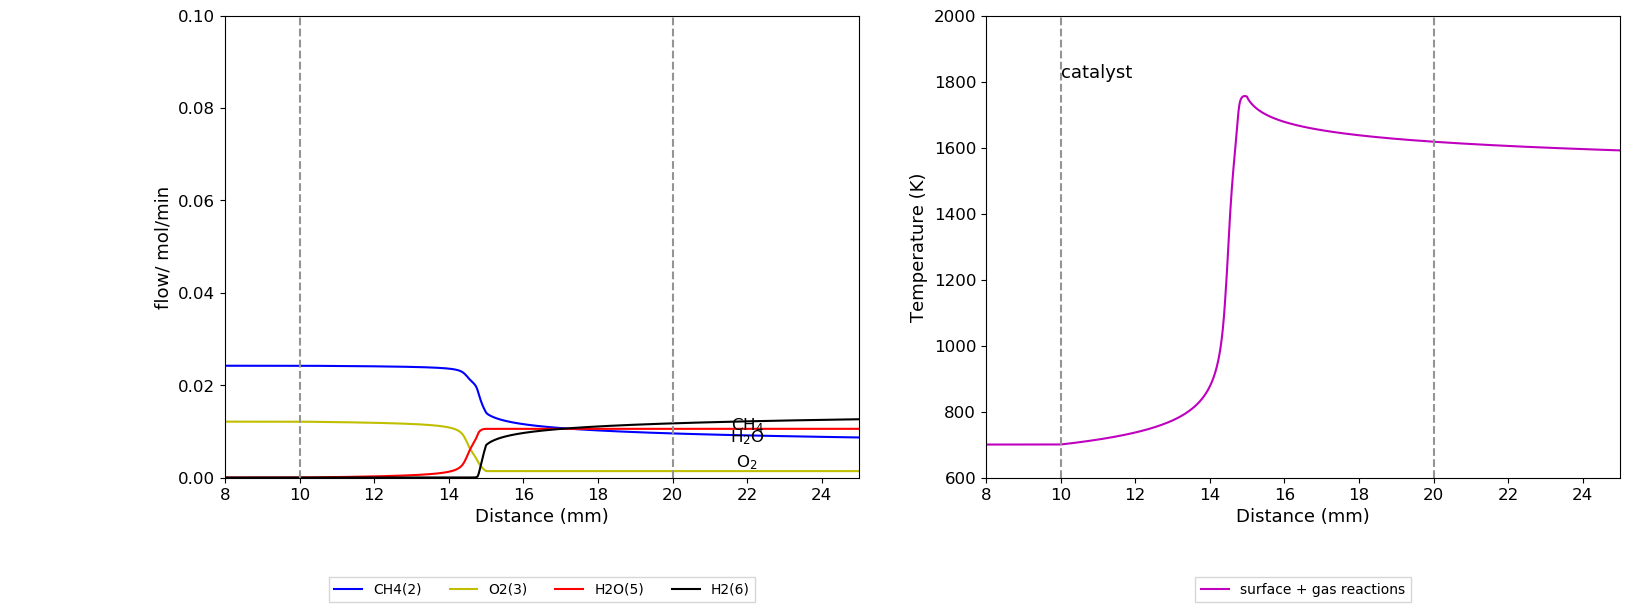 0.10
0.08
0.06
0.04
0.02
0.00
flow/ mol/min
CH₄
H₂O
O₂
8 10 12 14 16 18 20 22 24
Distance (mm)
CH4(2) O2(3) H2O(5) H2(6)
2000
1800
1600
1400
1200
1000
800
600
Temperature (K)
catalyst
8 10 12 14 16 18 20 22 24
Distance (mm)
surface + gas reactions